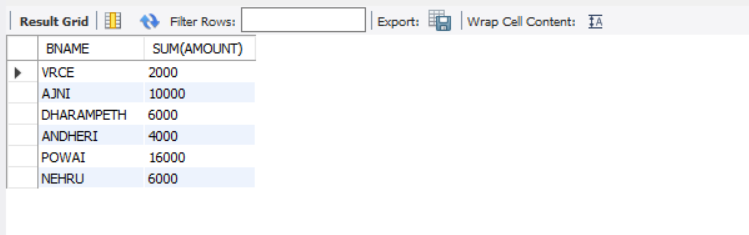 Result Grid Filter Rows: Export: Wrap Cell Content: IA
BNAME SUM(AMOUNT)
VRCE 2000
AJNI 10000
DHARAMPETH 6000
ANDHERI 4000
POWAI 16000
NEHRU 6000